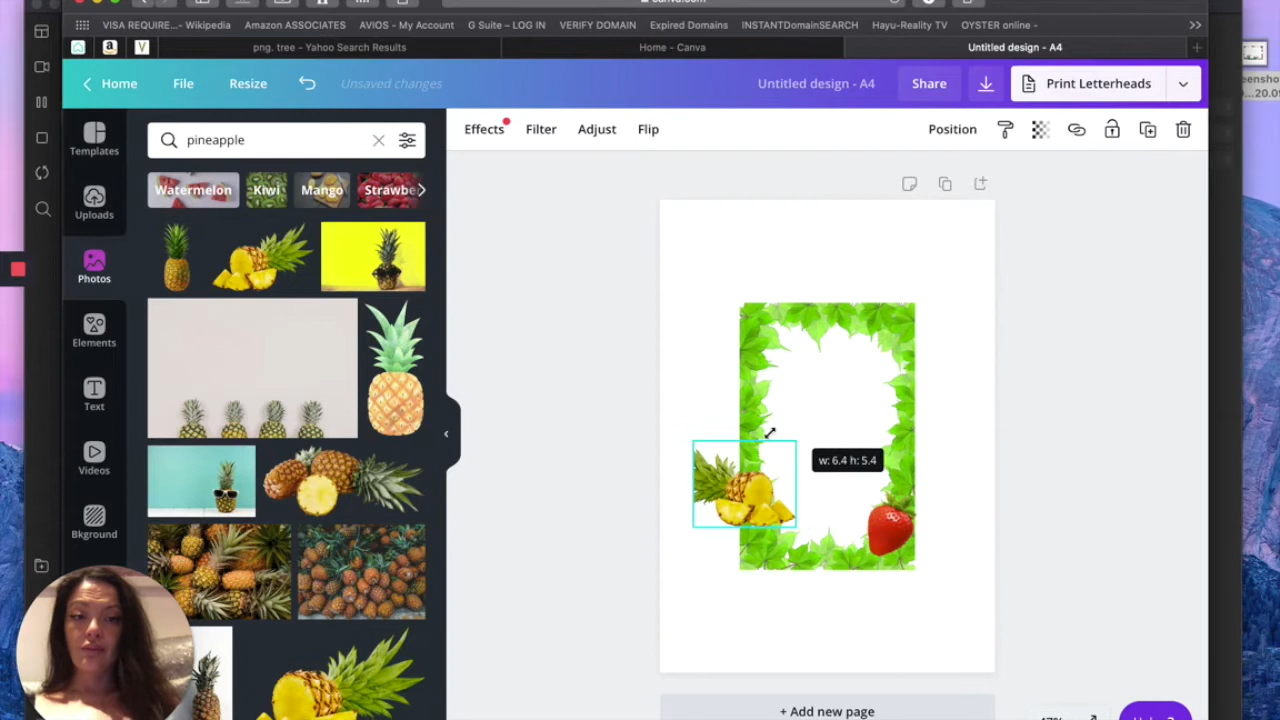 canva.com
VISA REQUIRE... - Wikipedia
Amazon ASSOCIATES
AVIOS - My Account
G Suite – LOG IN
VERIFY DOMAIN
Expired Domains
INSTANTDomainSEARCH
Hayu-Reality TV
OYSTER online -
png. tree - Yahoo Search Results
Home - Canva
Untitled design - A4
Home
File
Resize
Unsaved changes
Untitled design - A4
Share
Print Letterheads
Templates
Uploads
Photos
Elements
Text
Videos
Bkground
pineapple
Watermelon
Kiwi
Mango
Strawbe
Effects
Filter
Adjust
Flip
Position
w: 6.4 h: 5.4
+ Add new page